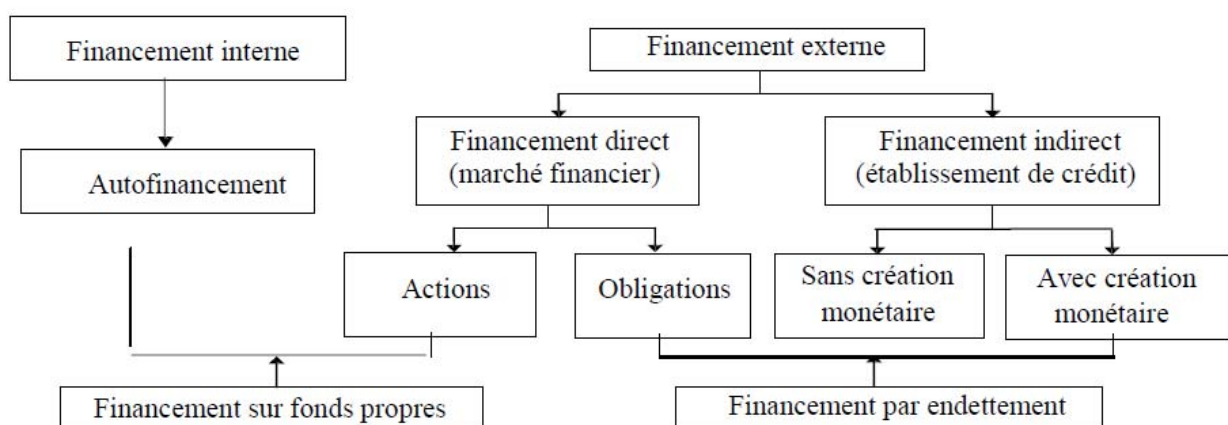 Financement interne
Financement externe
Autofinancement
Financement direct
(marché financier)
Financement indirect
(établissement de crédit)
Actions
Obligations
Sans création
monétaire
Avec création
monétaire
Financement sur fonds propres
Financement par endettement